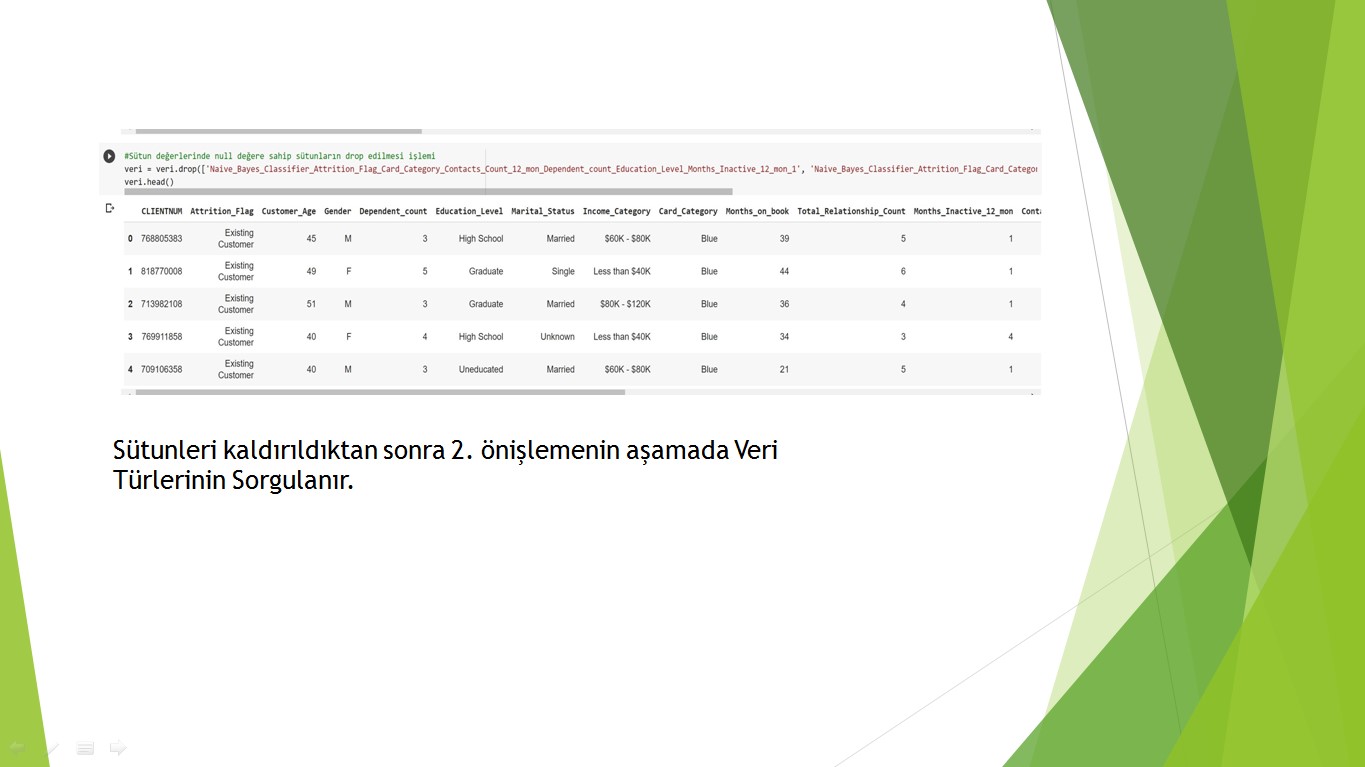 #Sütun değerlerinde null değere sahip sütunların drop edilmesi işlemi
veri = veri.drop(['Naive_Bayes_Classifier_Attrition_Flag_Card_Category_Contacts_Count_12_mon_Dependent_count_Education_Level_Months_Inactive_12_mon_1', 'Naive_Bayes_Classifier_Attrition_Flag_Card_Categor
veri.head()
CLIENTNUM Attrition_Flag Customer_Age Gender Dependent_count Education_Level Marital_Status Income_Category Card_Category Months_on_book Total_Relationship_Count Months_Inactive_12_mon Conta
0 768805383 Existing Customer 45 M 3 High School Married $60K - $80K Blue 39 5 1
1 818770008 Existing Customer 49 F 5 Graduate Single Less than $40K Blue 44 6 1
2 713982108 Existing Customer 51 M 3 Graduate Married $80K - $120K Blue 36 4 1
3 769911858 Existing Customer 40 F 4 High School Unknown Less than $40K Blue 34 3 4
4 709106358 Existing Customer 40 M 3 Uneducated Married $60K - $80K Blue 21 5 1
Sütunleri kaldırıldıktan sonra 2. önişlemenin aşamada Veri
Türlerinin Sorgulanır.